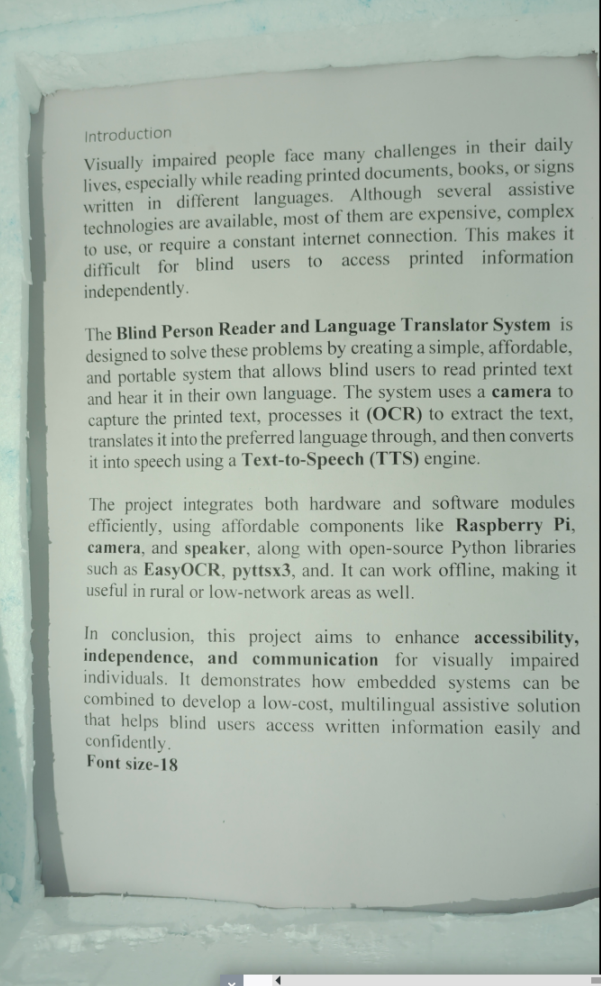 Introduction
Visually impaired people face many challenges in their daily
lives, especially while reading printed documents, books, or signs
written in different languages. Although several assistive
technologies are available, most of them are expensive, complex
to use, or require a constant internet connection. This makes it
difficult for blind users to access printed information
independently.
The Blind Person Reader and Language Translator System is
designed to solve these problems by creating a simple, affordable,
and portable system that allows blind users to read printed text
and hear it in their own language. The system uses a camera to
capture the printed text, processes it (OCR) to extract the text,
translates it into the preferred language through, and then converts
it into speech using a Text-to-Speech (TTS) engine.
The project integrates both hardware and software modules
efficiently, using affordable components like Raspberry Pi,
camera, and speaker, along with open-source Python libraries
such as EasyOCR, pyttsx3, and. It can work offline, making it
useful in rural or low-network areas as well.
In conclusion, this project aims to enhance accessibility,
independence, and communication for visually impaired
individuals. It demonstrates how embedded systems can be
combined to develop a low-cost, multilingual assistive solution
that helps blind users access written information easily and
confidently.
Font size-18